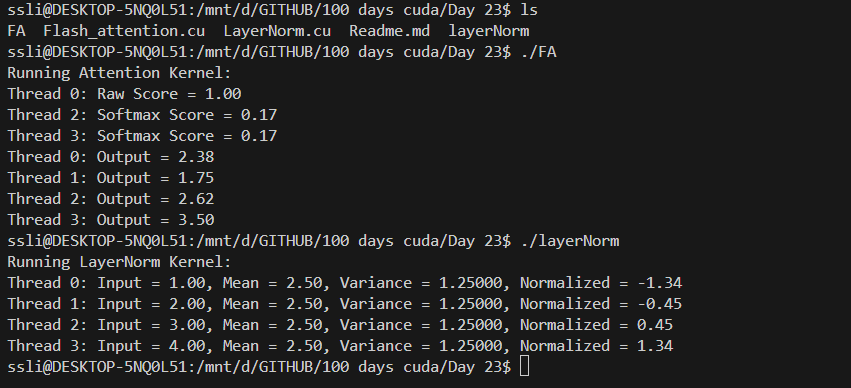 ssli@DESKTOP-5NQ0L51:/mnt/d/GITHUB/100 days cuda/Day 23$ ls
FA  Flash_attention.cu  LayerNorm.cu  Readme.md  layerNorm
ssli@DESKTOP-5NQ0L51:/mnt/d/GITHUB/100 days cuda/Day 23$ ./FA
Running Attention Kernel:
Thread 0: Raw Score = 1.00
Thread 2: Softmax Score = 0.17
Thread 3: Softmax Score = 0.17
Thread 0: Output = 2.38
Thread 1: Output = 1.75
Thread 2: Output = 2.62
Thread 3: Output = 3.50
ssli@DESKTOP-5NQ0L51:/mnt/d/GITHUB/100 days cuda/Day 23$ ./layerNorm
Running LayerNorm Kernel:
Thread 0: Input = 1.00, Mean = 2.50, Variance = 1.25000, Normalized = -1.34
Thread 1: Input = 2.00, Mean = 2.50, Variance = 1.25000, Normalized = -0.45
Thread 2: Input = 3.00, Mean = 2.50, Variance = 1.25000, Normalized = 0.45
Thread 3: Input = 4.00, Mean = 2.50, Variance = 1.25000, Normalized = 1.34
ssli@DESKTOP-5NQ0L51:/mnt/d/GITHUB/100 days cuda/Day 23$